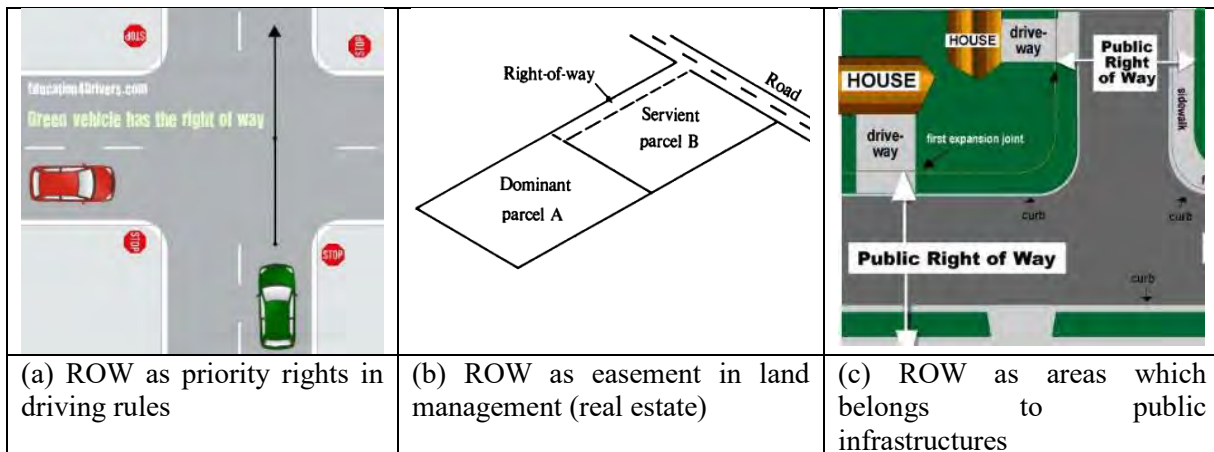 STOP
STOP
Education4Drivers.com
Green vehicle has the right of way
STOP
STOP
Right-of-way
Road
Servient
parcel B
Dominant
parcel A
HOUSE
drive-
way
Public
Right
of Way
HOUSE
sidewalk
drive-
way
first expansion joint
curb
curb
Public Right of Way
curb
(a) ROW as priority rights in
driving rules
(b) ROW as easement in land
management (real estate)
(c) ROW as areas which
belongs to public
infrastructures